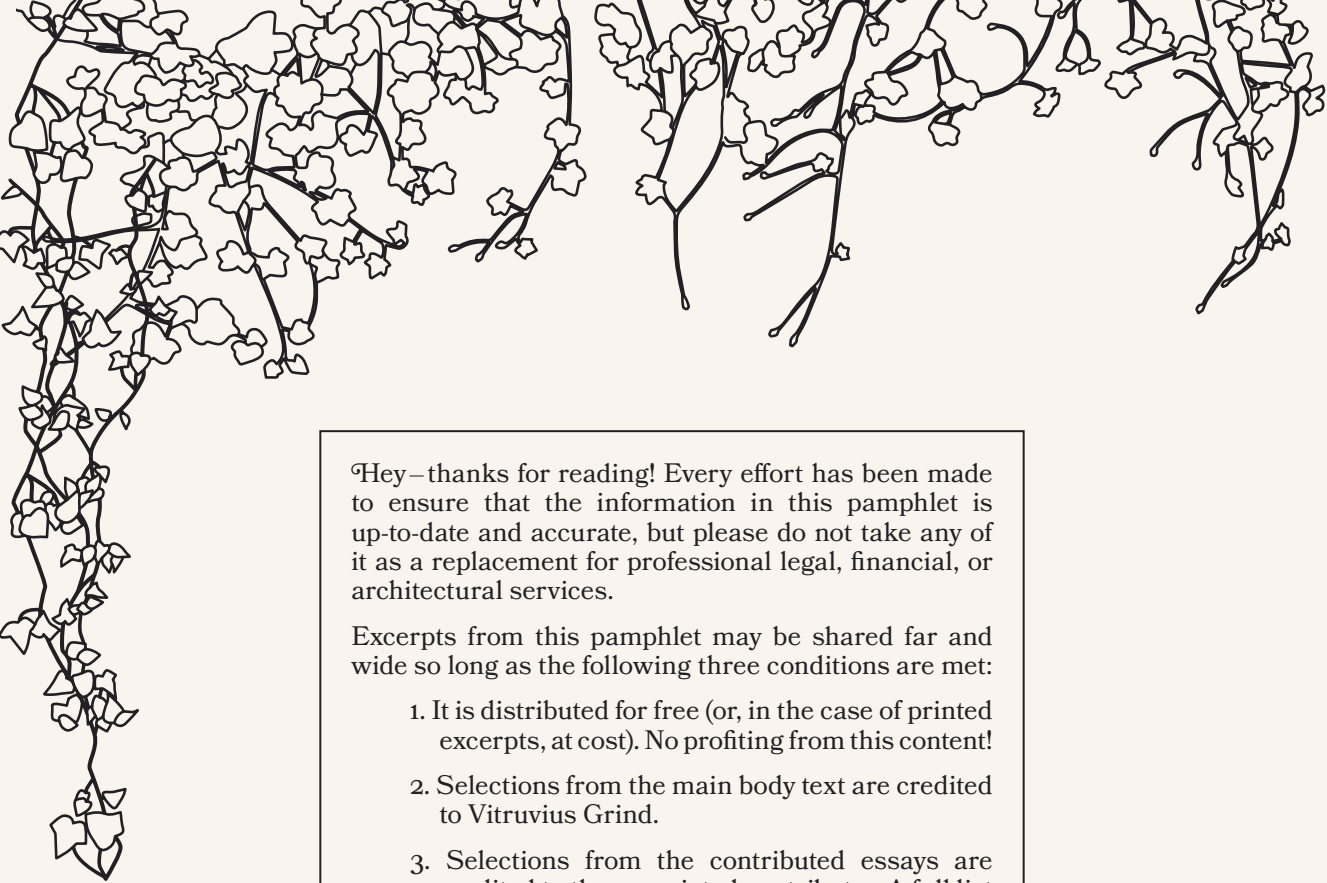 Hey–thanks for reading! Every effort has been made
to ensure that the information in this pamphlet is
up-to-date and accurate, but please do not take any of
it as a replacement for professional legal, financial, or
architectural services.
Excerpts from this pamphlet may be shared far and
wide so long as the following three conditions are met:
1. It is distributed for free (or, in the case of printed
excerpts, at cost). No profiting from this content!
2. Selections from the main body text are credited
to Vitruvius Grind.
3. Selections from the contributed essays are